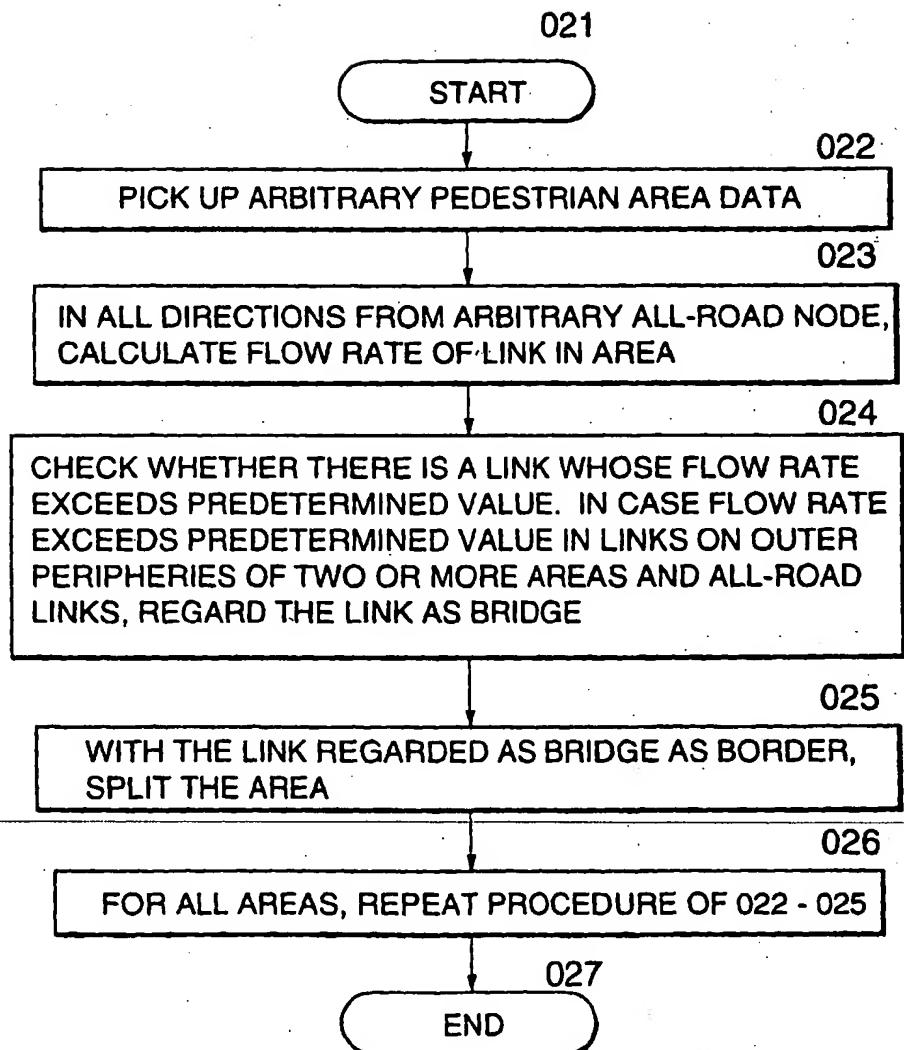 021
START
022
PICK UP ARBITRARY PEDESTRIAN AREA DATA
023
IN ALL DIRECTIONS FROM ARBITRARY ALL-ROAD NODE,
CALCULATE FLOW RATE OF LINK IN AREA
024
CHECK WHETHER THERE IS A LINK WHOSE FLOW RATE
EXCEEDS PREDETERMINED VALUE. IN CASE FLOW RATE
EXCEEDS PREDETERMINED VALUE IN LINKS ON OUTER
PERIPHERIES OF TWO OR MORE AREAS AND ALL-ROAD
LINKS, REGARD THE LINK AS BRIDGE
025
WITH THE LINK REGARDED AS BRIDGE AS BORDER,
SPLIT THE AREA
026
FOR ALL AREAS, REPEAT PROCEDURE OF 022 - 025
027
END